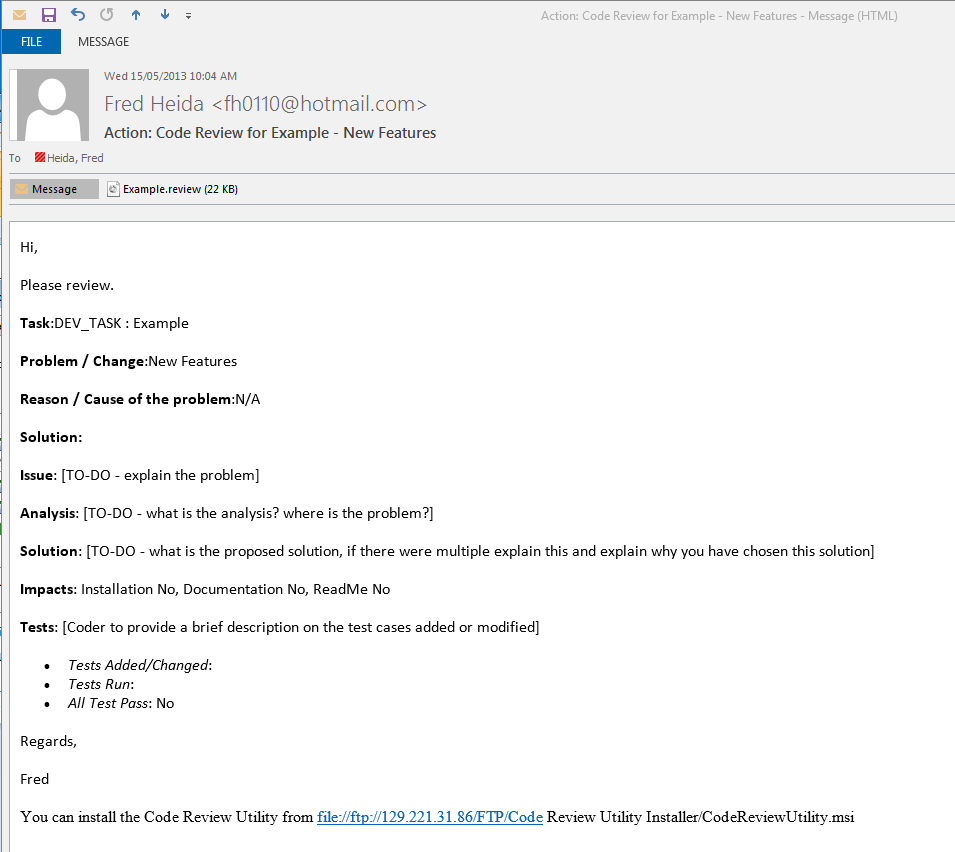 Action: Code Review for Example - New Features - Message (HTML)
FILE MESSAGE
Wed 15/05/2013 10:04 AM
Fred Heida <fh0110@hotmail.com>
Action: Code Review for Example - New Features
To Heida, Fred
Message Example.review (22 KB)
Hi,
Please review.
Task:DEV_TASK : Example
Problem / Change:New Features
Reason / Cause of the problem:N/A
Solution:
Issue: [TO-DO - explain the problem]
Analysis: [TO-DO - what is the analysis? where is the problem?]
Solution: [TO-DO - what is the proposed solution, if there were multiple explain this and explain why you have chosen this solution]
Impacts: Installation No, Documentation No, ReadMe No
Tests: [Coder to provide a brief description on the test cases added or modified]
• Tests Added/Changed:
• Tests Run:
• All Test Pass: No
Regards,
Fred
You can install the Code Review Utility from file://ftp://129.221.31.86/FTP/Code Review Utility Installer/CodeReviewUtility.msi